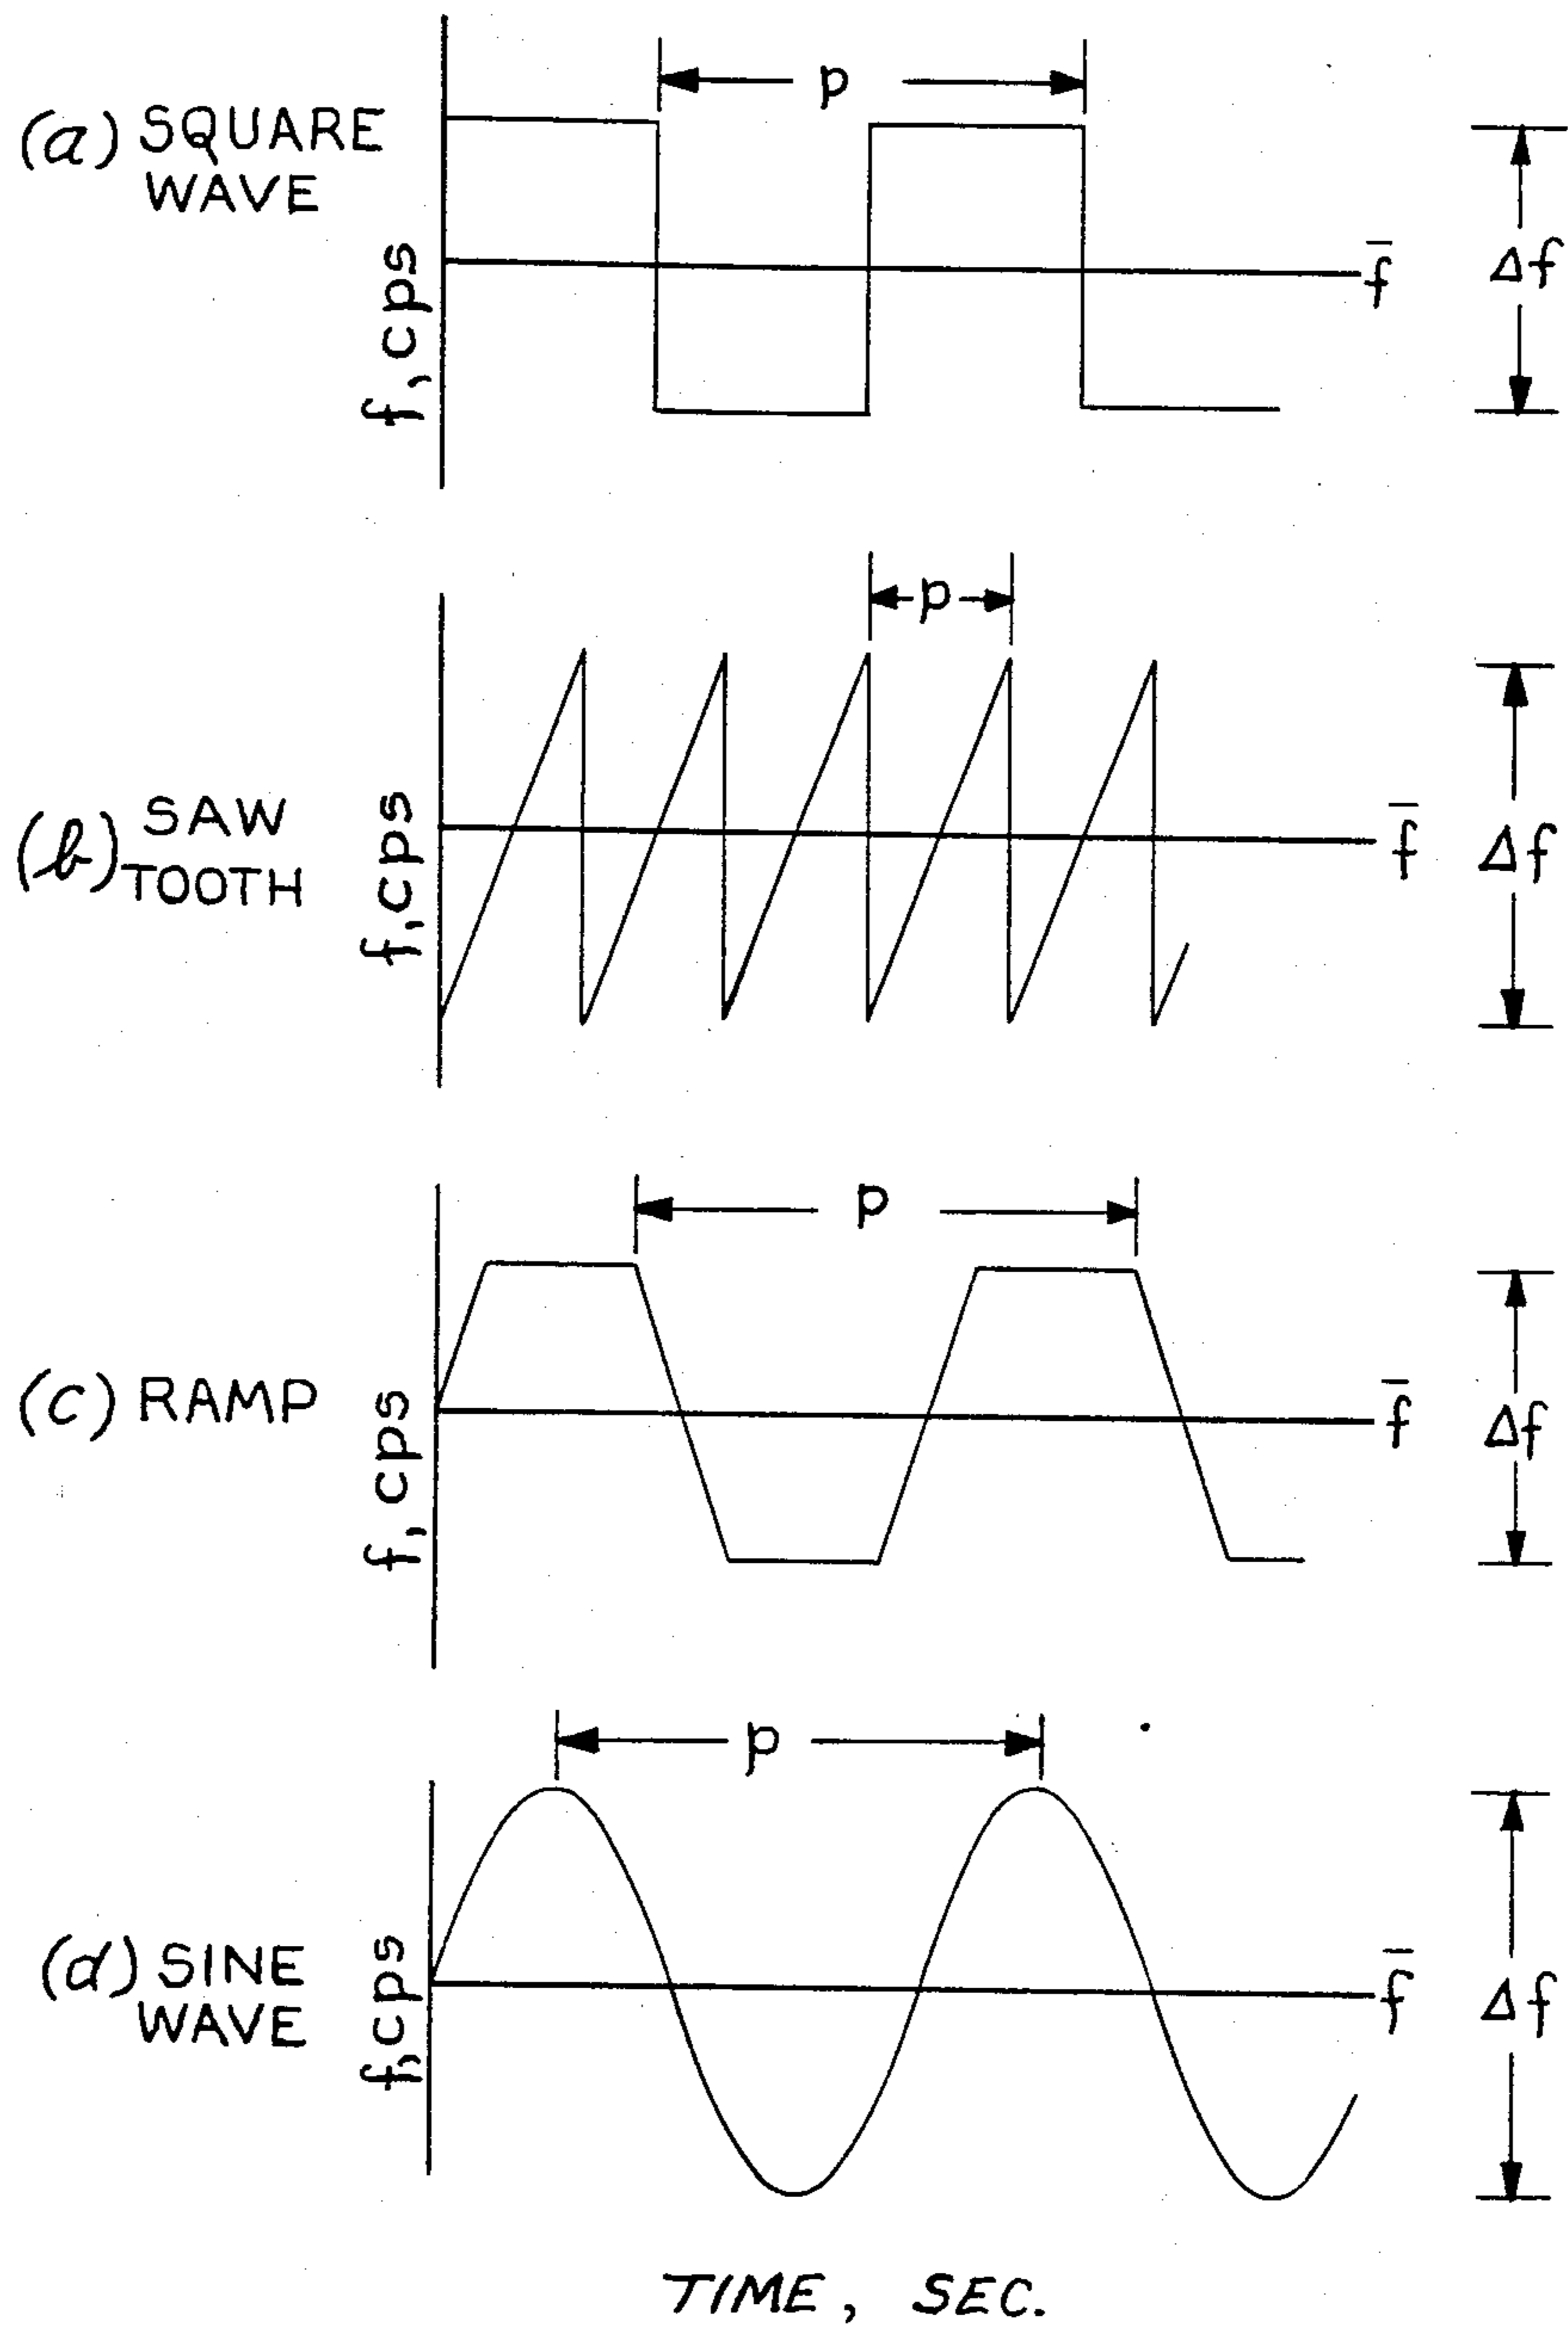 p
(a) SQUARE
WAVE
f, cps
f̄
Δf
p
(b) SAW
TOOTH
f, cps
f̄
Δf
p
(c) RAMP
f, cps
f̄
Δf
p
(d) SINE
WAVE
f, cps
f̄
Δf
TIME, SEC.